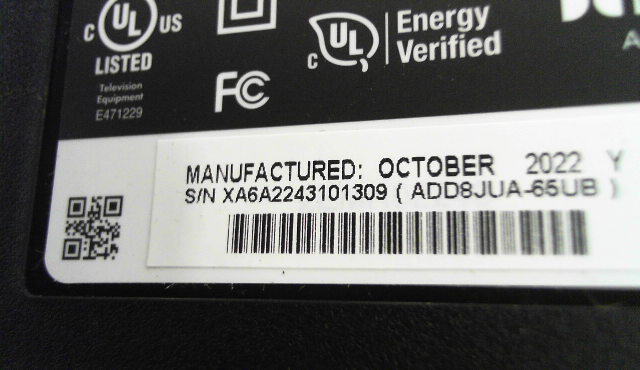 C UL US
LISTED
Television
Equipment
E471229
FC
C UL
Energy
Verified
MANUFACTURED: OCTOBER 2022 Y
S/N XA6A2243101309 ( ADD8JUA-65UB )